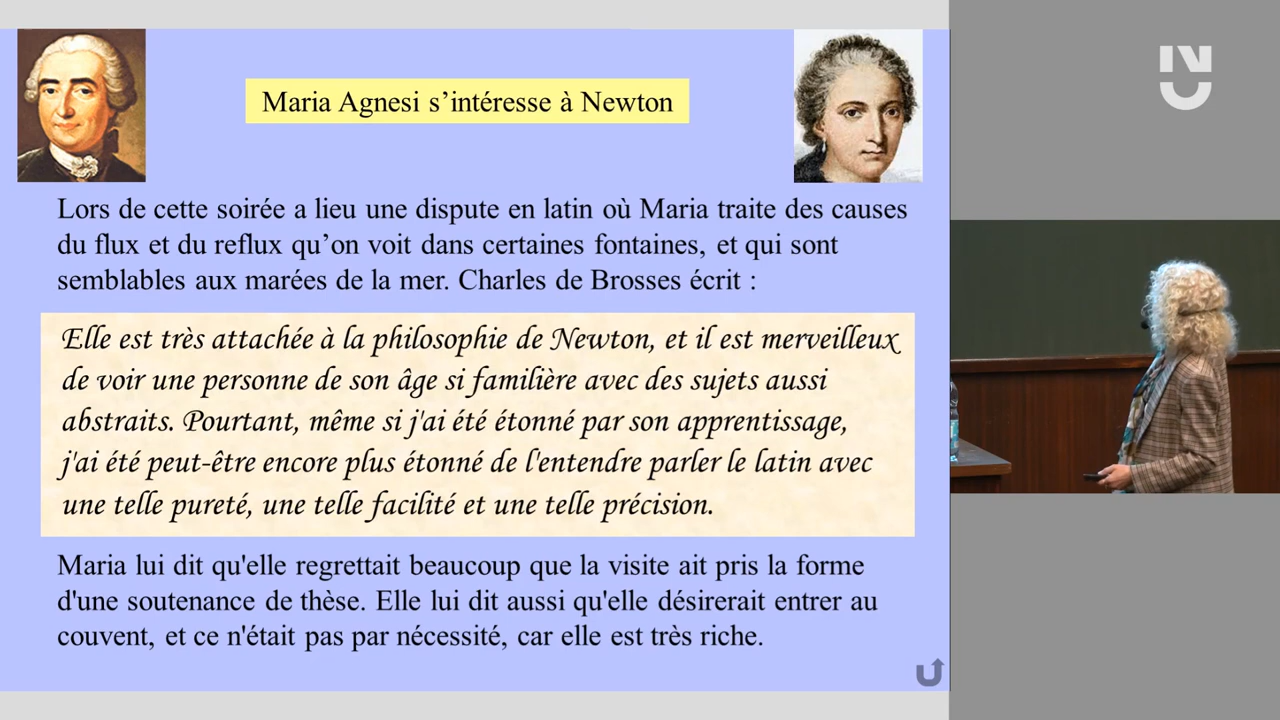 Maria Agnesi s’intéresse à Newton
Lors de cette soirée a lieu une dispute en latin où Maria traite des causes
du flux et du reflux qu’on voit dans certaines fontaines, et qui sont
semblables aux marées de la mer. Charles de Brosses écrit :
Elle est très attachée à la philosophie de Newton, et il est merveilleux
de voir une personne de son âge si familière avec des sujets aussi
abstraits. Pourtant, même si j'ai été étonné par son apprentissage,
j'ai été peut-être encore plus étonné de l'entendre parler le latin avec
une telle pureté, une telle facilité et une telle précision.
Maria lui dit qu'elle regrettait beaucoup que la visite ait pris la forme
d'une soutenance de thèse. Elle lui dit aussi qu'elle désirerait entrer au
couvent, et ce n'était pas par nécessité, car elle est très riche.